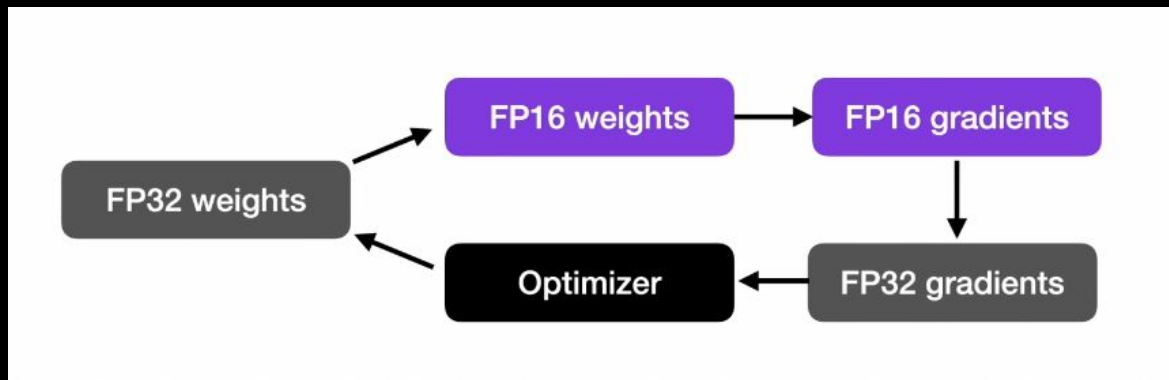 FP16 weights
FP16 gradients
FP32 weights
Optimizer
FP32 gradients